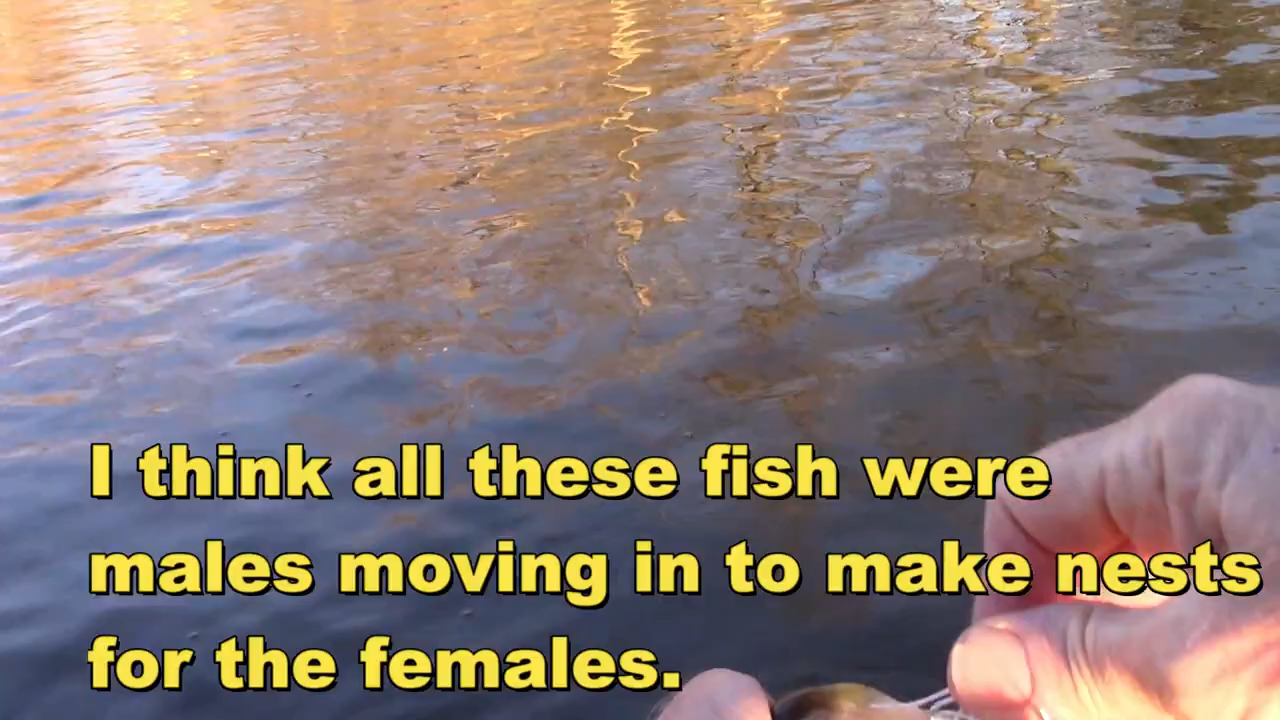 I think all these fish were
males moving in to make nests
for the females.